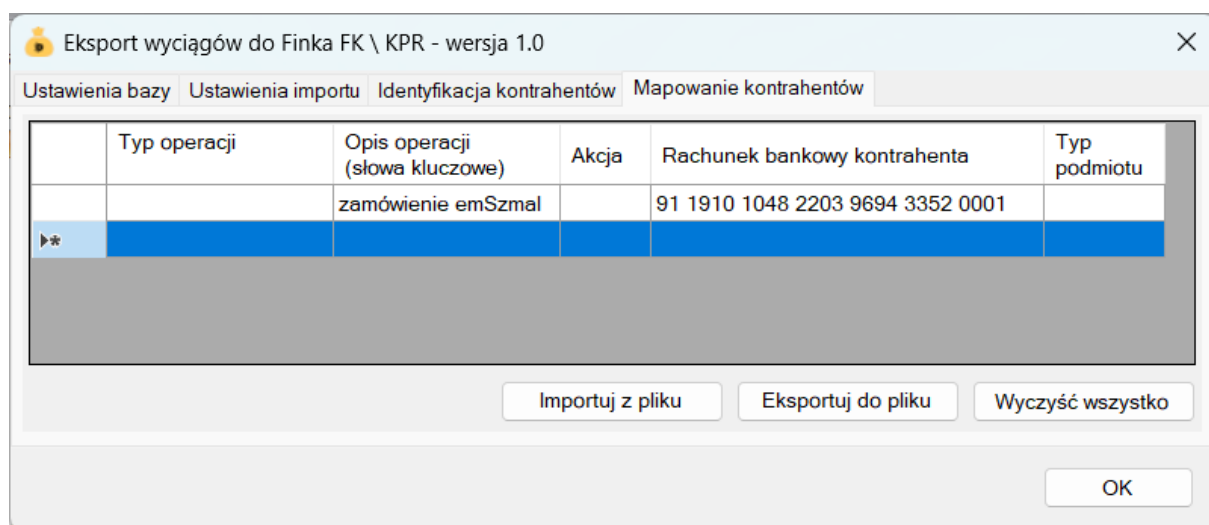 Eksport wyciągów do Finka FK \ KPR - wersja 1.0
Ustawienia bazy Ustawienia importu Identyfikacja kontrahentów Mapowanie kontrahentów
Typ operacji Opis operacji (słowa kluczowe) Akcja Rachunek bankowy kontrahenta Typ podmiotu
zamówienie emSzmal 91 1910 1048 2203 9694 3352 0001
Importuj z pliku Eksportuj do pliku Wyczyść wszystko
OK